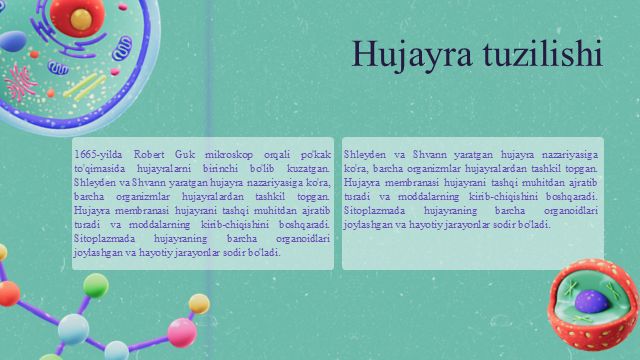 Hujayra tuzilishi
1665-yilda Robert Guk mikroskop orqali po'kak
to'qimasida hujayralarni birinchi bo'lib kuzatgan.
Shleyden va Shvann yaratgan hujayra nazariyasiga ko'ra,
barcha organizmlar hujayralardan tashkil topgan.
Hujayra membranasi hujayrani tashqi muhitdan ajratib
turadi va moddalarning kirib-chiqishini boshqaradi.
Sitoplazmada hujayraning barcha organoidlari
joylashgan va hayotiy jarayonlar sodir bo'ladi.
Shleyden va Shvann yaratgan hujayra nazariyasiga
ko'ra, barcha organizmlar hujayralardan tashkil topgan.
Hujayra membranasi hujayrani tashqi muhitdan ajratib
turadi va moddalarning kirib-chiqishini boshqaradi.
Sitoplazmada hujayraning barcha organoidlari
joylashgan va hayotiy jarayonlar sodir bo'ladi.